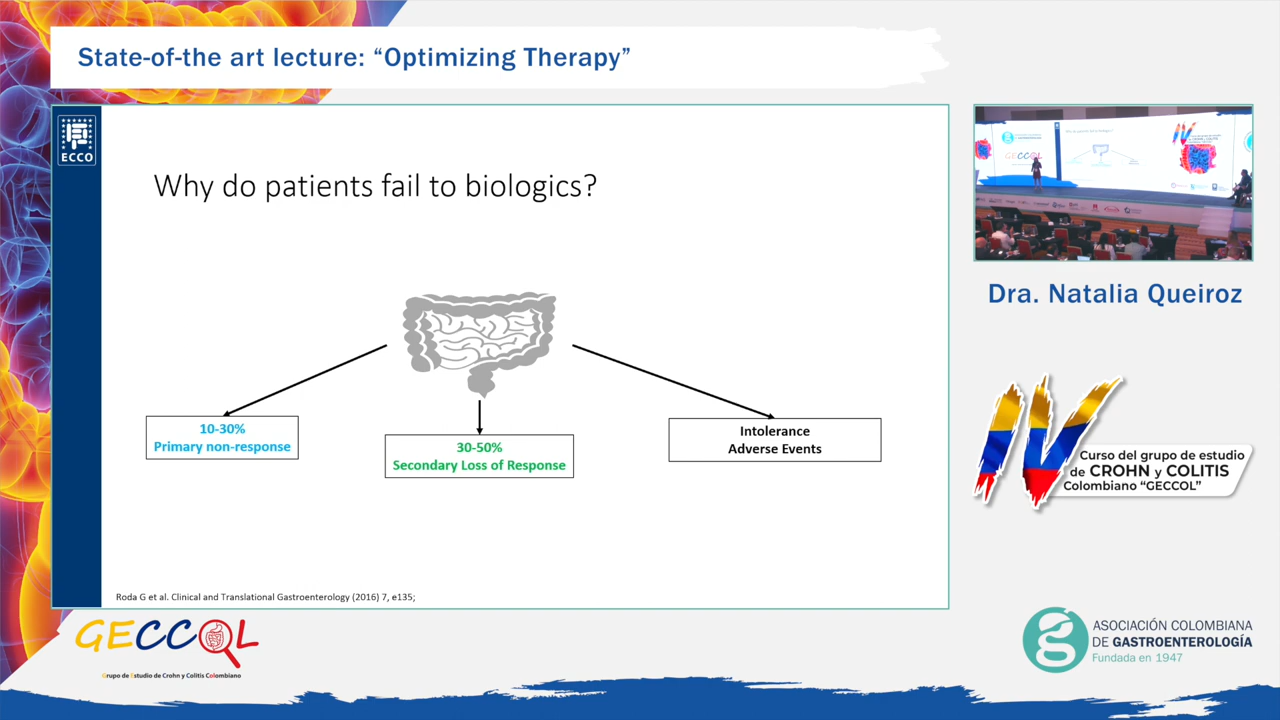 State-of-the art lecture: “Optimizing Therapy”
ECCO
Why do patients fail to biologics?
10-30%
Primary non-response
30-50%
Secondary Loss of Response
Intolerance
Adverse Events
Roda G et al. Clinical and Translational Gastroenterology (2016) 7, e135;
Dra. Natalia Queiroz
IV
Curso del grupo de estudio
de CROHN y COLITIS
Colombiano “GECCOL”
GECCOL
Grupo de Estudio de Crohn y Colitis Colombiano
ASOCIACIÓN COLOMBIANA
DE GASTROENTEROLOGÍA
Fundada en 1947